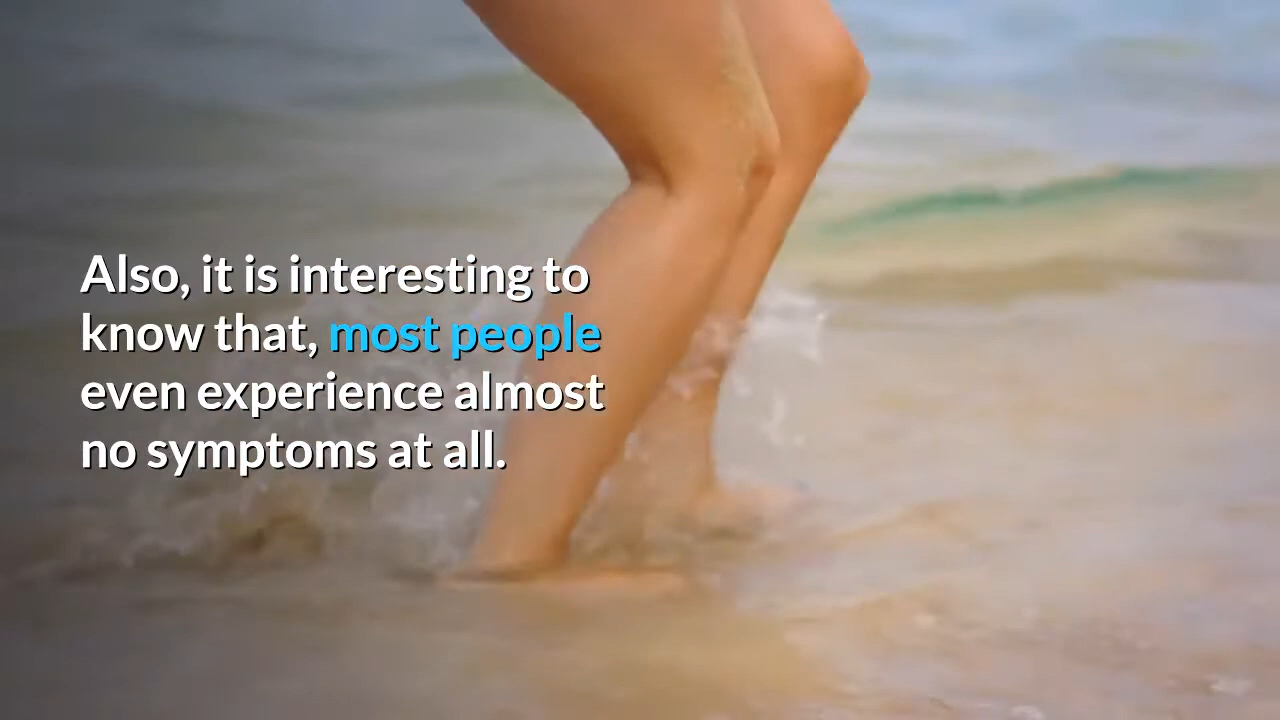 Also, it is interesting to
know that, most people
even experience almost
no symptoms at all.